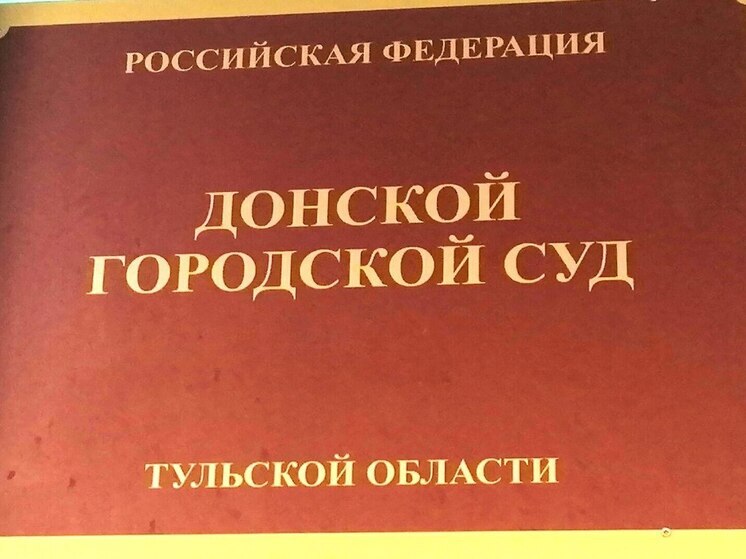 РОССИЙСКАЯ ФЕДЕРАЦИЯ
ДОНСКОЙ
ГОРОДСКОЙ СУД
ТУЛЬСКОЙ ОБЛАСТИ